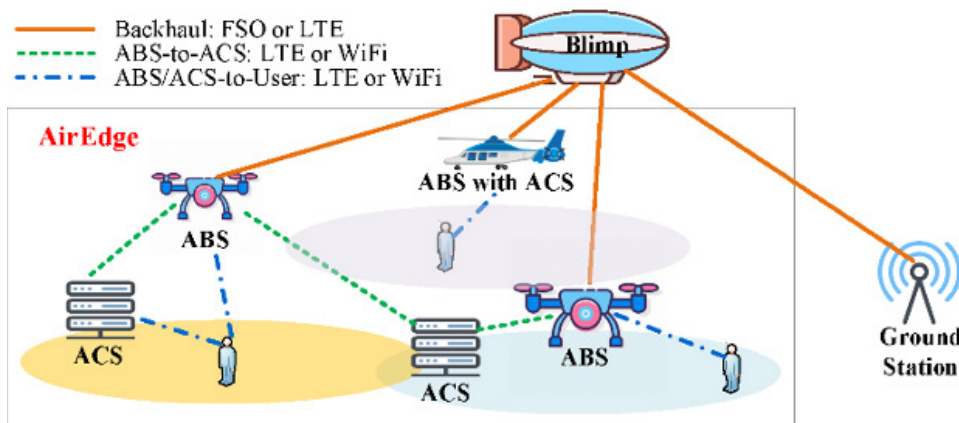 Backhaul: FSO or LTE
ABS-to-ACS: LTE or WiFi
ABS/ACS-to-User: LTE or WiFi
Blimp
AirEdge
ABS with ACS
ABS
ACS
ACS
ABS
Ground
Station